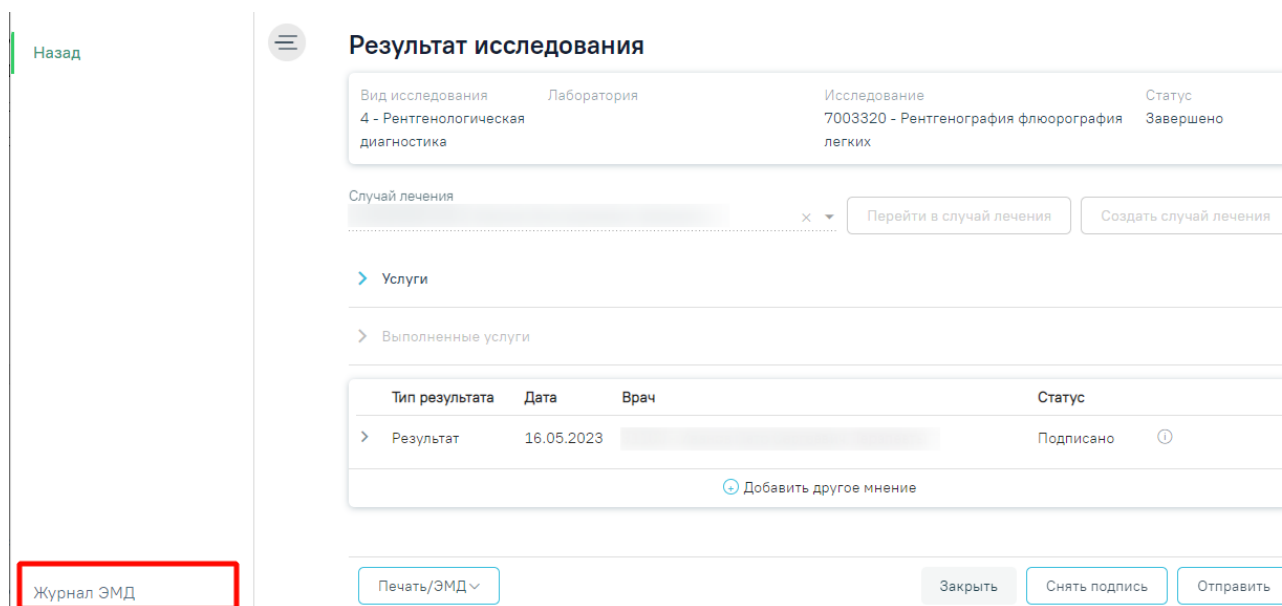 Назад
Результат исследования
Вид исследования Лаборатория Исследование Статус
4 - Рентгенологическая 7003320 - Рентгенография флюорография Завершено
диагностика легких
Случай лечения
Перейти в случай лечения Создать случай лечения
Услуги
Выполненные услуги
Тип результата Дата Врач Статус
Результат 16.05.2023 Подписано
Добавить другое мнение
Журнал ЭМД Печать/ЭМД Закрыть Снять подпись Отправить